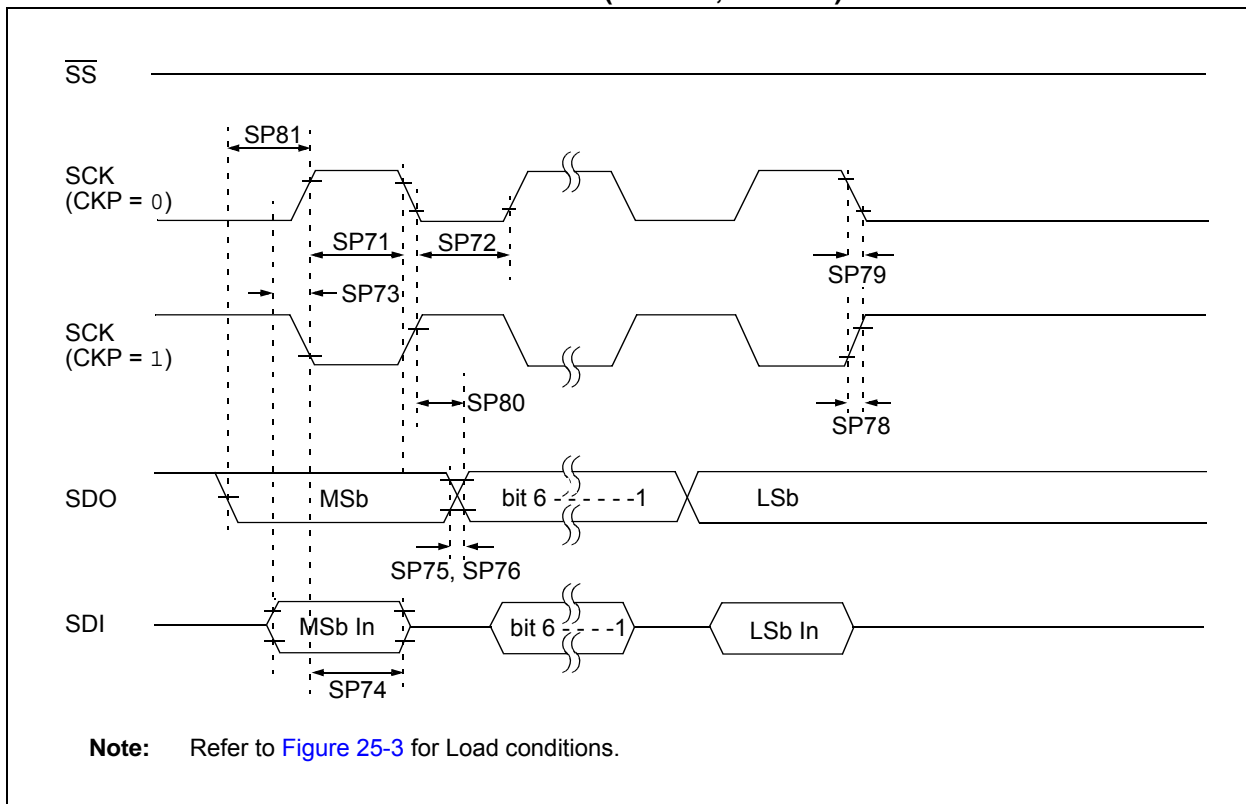 SS
SP81
SCK
(CKP = 0)
SP71
SP72
SP79
SP73
SCK
(CKP = 1)
SP80
SP78
SDO
MSb
bit 6 - - - - - -1
LSb
SP75, SP76
SDI
MSb In
bit 6 - - - -1
LSb In
SP74
Note: Refer to Figure 25-3 for Load conditions.